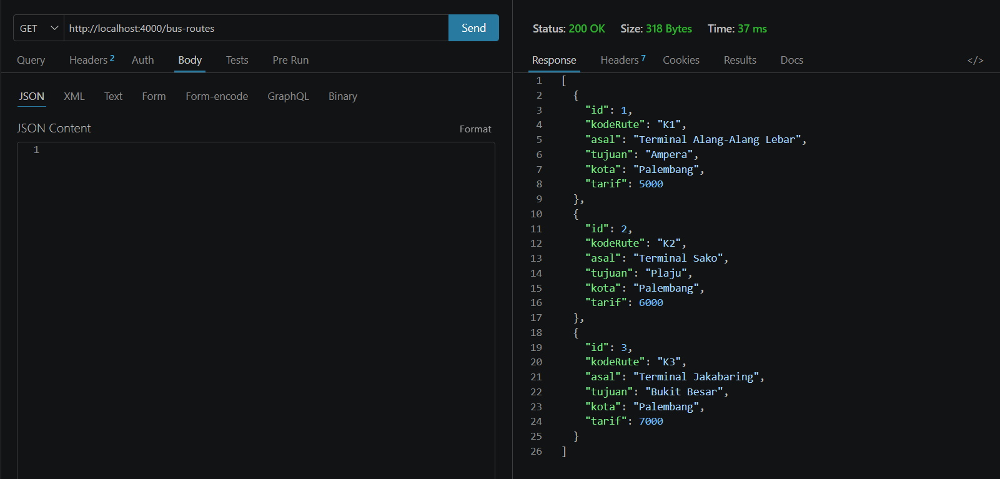 GET http://localhost:4000/bus-routes Send
Query Headers 2 Auth Body Tests Pre Run
JSON XML Text Form Form-encode GraphQL Binary
JSON Content Format
1
Status: 200 OK Size: 318 Bytes Time: 37 ms
Response Headers 7 Cookies Results Docs </>
1 [
2 {
3 "id": 1,
4 "kodeRute": "K1",
5 "asal": "Terminal Alang-Alang Lebar",
6 "tujuan": "Ampera",
7 "kota": "Palembang",
8 "tarif": 5000
9 },
10 {
11 "id": 2,
12 "kodeRute": "K2",
13 "asal": "Terminal Sako",
14 "tujuan": "Plaju",
15 "kota": "Palembang",
16 "tarif": 6000
17 },
18 {
19 "id": 3,
20 "kodeRute": "K3",
21 "asal": "Terminal Jakabaring",
22 "tujuan": "Bukit Besar",
23 "kota": "Palembang",
24 "tarif": 7000
25 }
26 ]